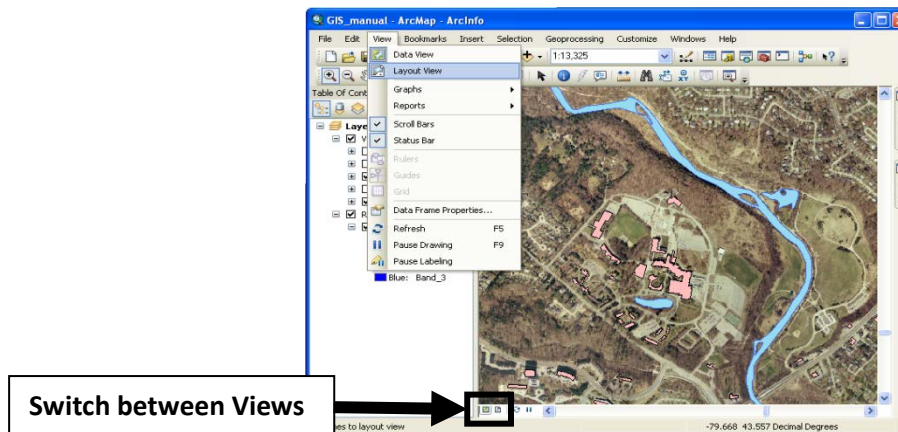 GIS_manual - ArcMap - ArcInfo
File Edit View Bookmarks Insert Selection Geoprocessing Customize Windows Help
Data View
1:13,325
Layout View
Table Of Cont
Graphs
Reports
Laye
Scroll Bars
V
Status Bar
Rulers
Guides
Grid
Data Frame Properties...
R
Refresh F5
Pause Drawing F9
Pause Labeling
Blue: Band_3
Switch between Views
es to layout view
-79.668 43.557 Decimal Degrees